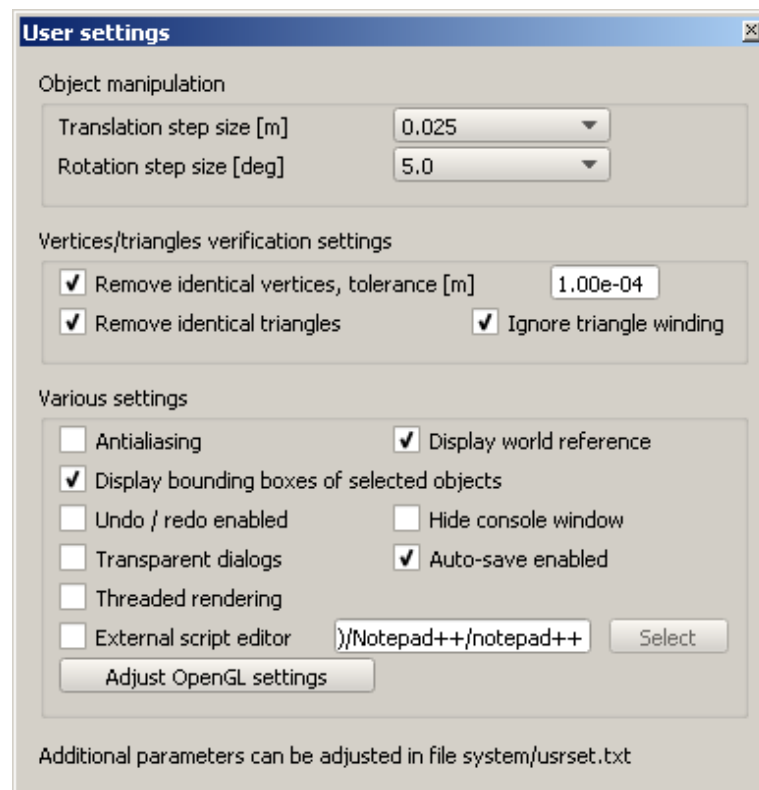 User settings
Object manipulation
Translation step size [m] 0.025
Rotation step size [deg] 5.0
Vertices/triangles verification settings
Remove identical vertices, tolerance [m] 1.00e-04
Remove identical triangles Ignore triangle winding
Various settings
Antialiasing Display world reference
Display bounding boxes of selected objects
Undo / redo enabled Hide console window
Transparent dialogs Auto-save enabled
Threaded rendering
External script editor )/Notepad++/notepad++ Select
Adjust OpenGL settings
Additional parameters can be adjusted in file system/usrset.txt